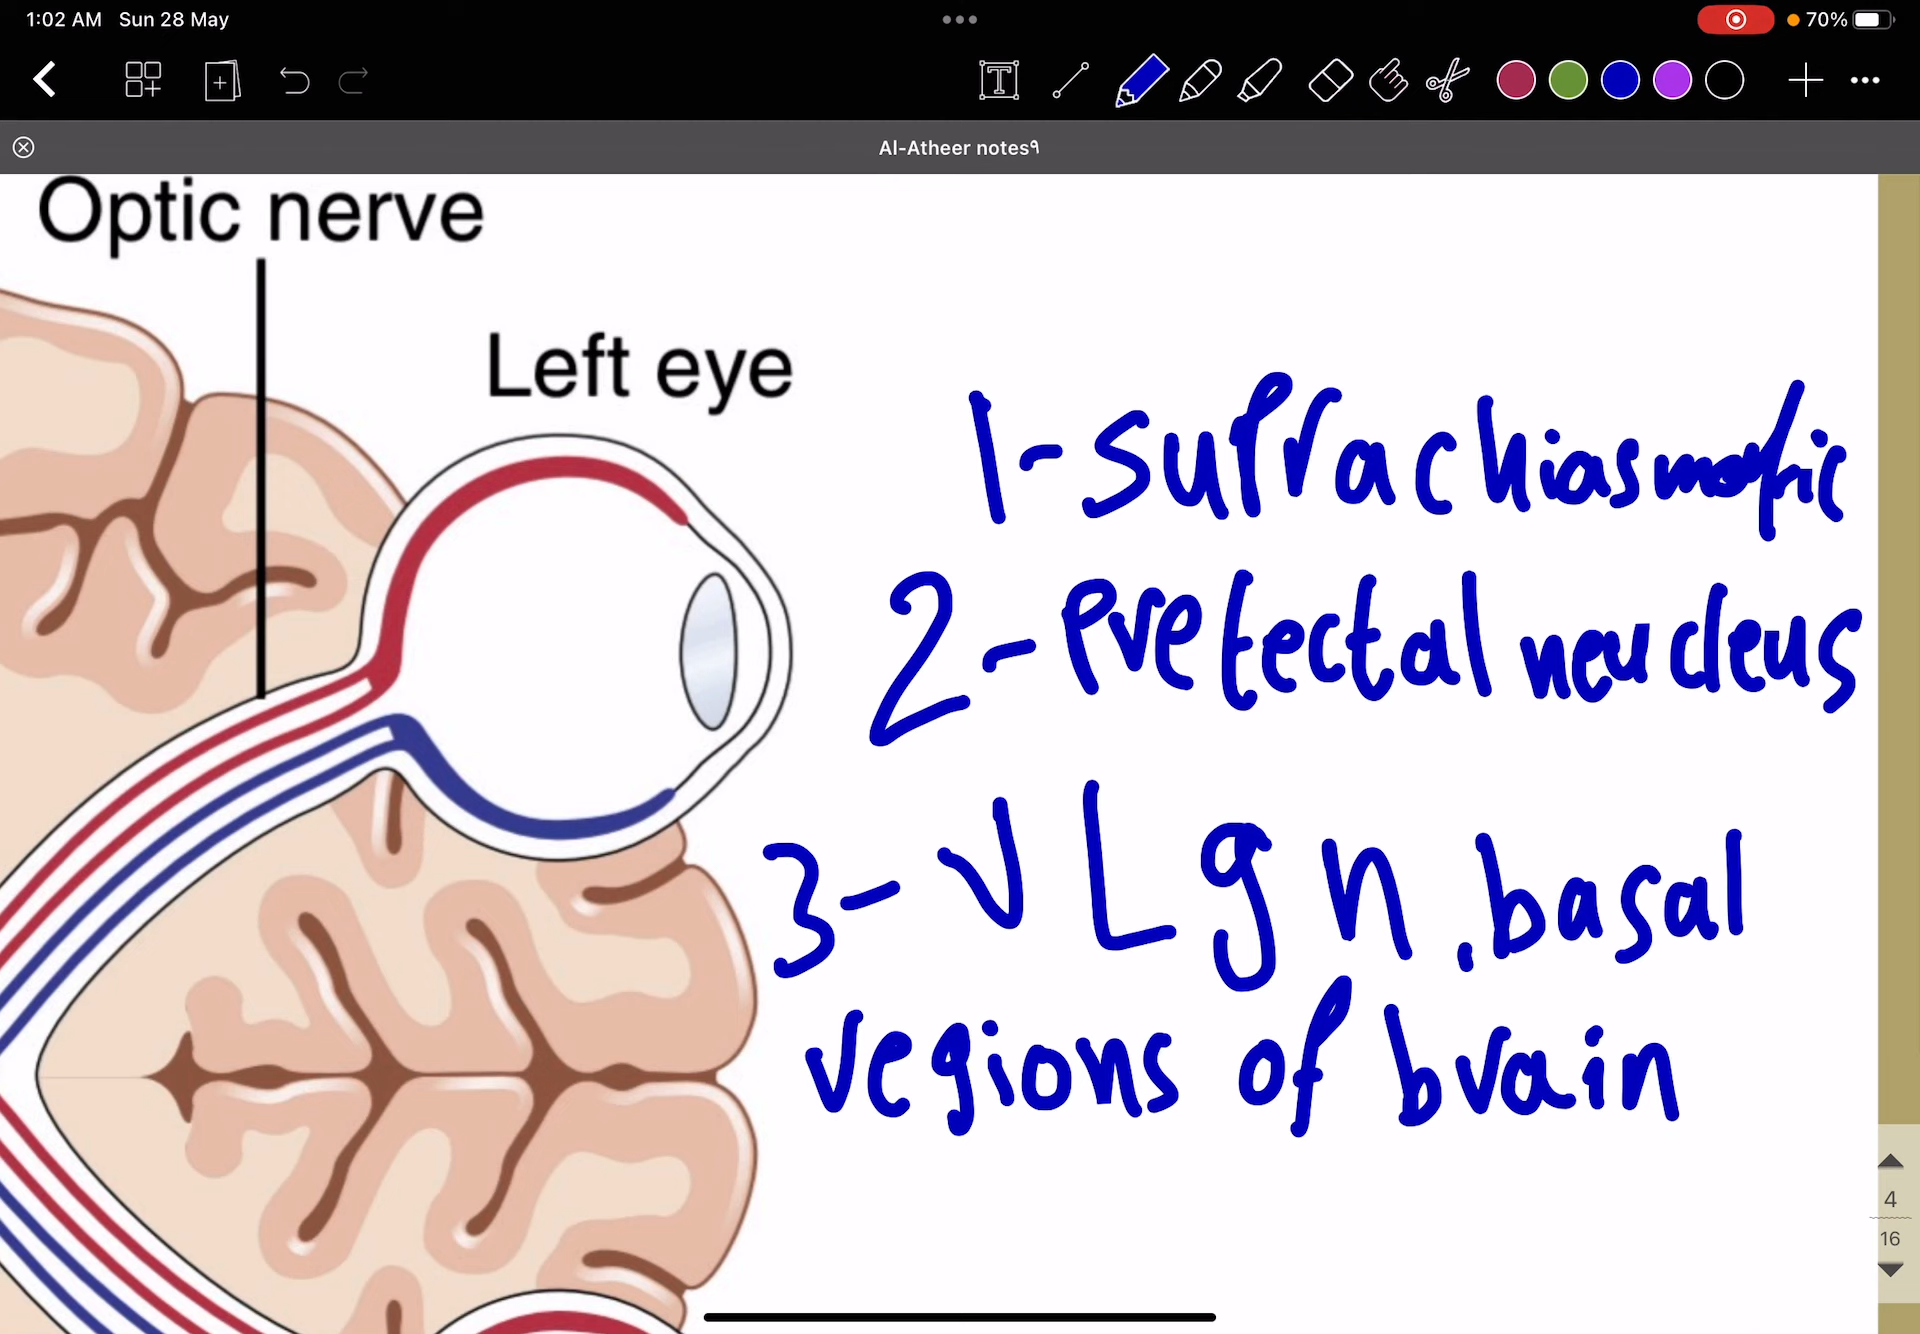 1:02 AM Sun 28 May
70%
T
Al-Atheer notes٩
Optic nerve
Left eye
1-suprachiasmatic
2-Pretectal neucleus
3-VLgn.basal
regions of brain
4
16